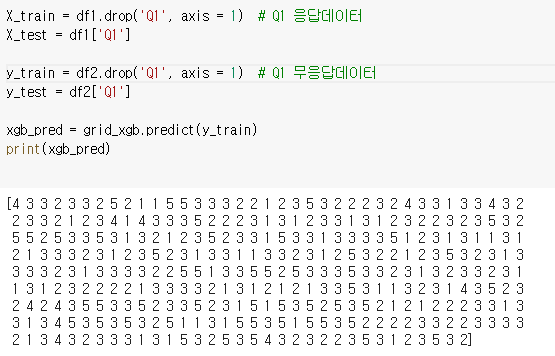 X_train = df1.drop('Q1', axis = 1)  # Q1 응답데이터
X_test = df1['Q1']
y_train = df2.drop('Q1', axis = 1)  # Q1 무응답데이터
y_test = df2['Q1']
xgb_pred = grid_xgb.predict(y_train)
print(xgb_pred)
[4 3 3 2 3 3 2 5 2 1 1 5 5 3 3 3 2 2 1 2 3 5 3 2 2 2 3 2 4 3 3 1 3 3 4 3 2
2 3 3 2 1 2 3 4 1 4 3 3 3 5 2 2 2 3 1 3 1 2 3 3 1 3 1 2 3 2 2 3 2 3 5 3 2
5 5 2 5 3 3 5 3 1 3 2 1 2 3 5 2 3 3 1 5 3 3 1 3 3 3 3 5 1 2 3 1 3 1 1 3 1
2 1 3 3 3 2 3 1 2 3 5 2 3 1 3 3 1 1 3 3 2 3 1 2 5 3 2 2 1 2 3 5 3 2 3 1 3
3 3 3 2 3 1 3 3 3 3 2 2 5 5 1 3 3 5 5 2 5 3 3 3 5 3 3 3 2 3 1 3 2 3 3 2 3
1 3 1 2 3 2 2 2 3 3 2 2 2 1 3 1 2 1 2 1 3 3 3 5 2 3 1 1 3 2 3 1 4 3 5 2 3
2 4 2 4 3 5 5 3 5 3 2 3 3 5 2 3 1 5 1 5 3 5 2 3 5 2 1 2 1 2 2 2 3 3 1 3
3 1 3 4 5 3 5 3 5 3 2 5 1 1 3 1 5 5 3 5 1 5 5 3 5 2 2 2 2 3 3 2 2 3 3 3 3
2 1 3 4 3 2 3 3 3 1 3 1 5 3 2 5 3 5 4 3 2 3 2 2 3 5 3 1 2 3 5 3 2]